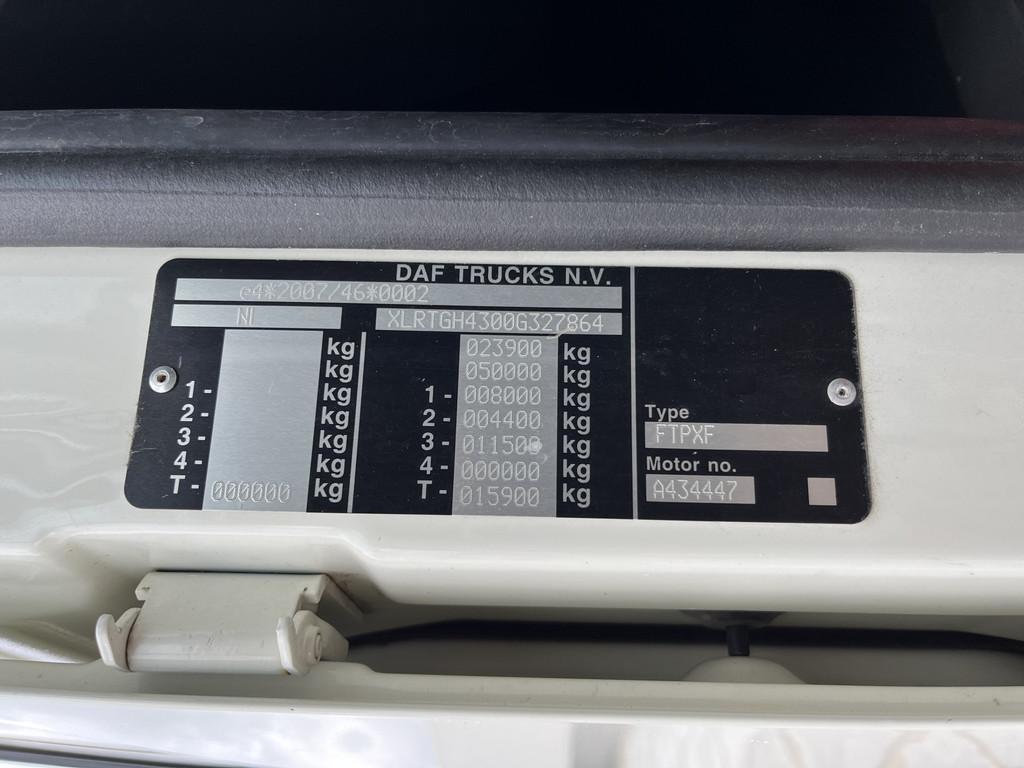 DAF TRUCKS N.V.
e4*2007/46*0002
NL XLRTGH4300G327864
kg 023900 kg
kg 050000 kg
1- kg 1- 008000 kg
2- kg 2- 004400 kg
3- kg 3- 011500 kg
4- kg 4- 000000 kg
T- 000000 kg T- 015900 kg
Type
FTPXF
Motor no.
A434447